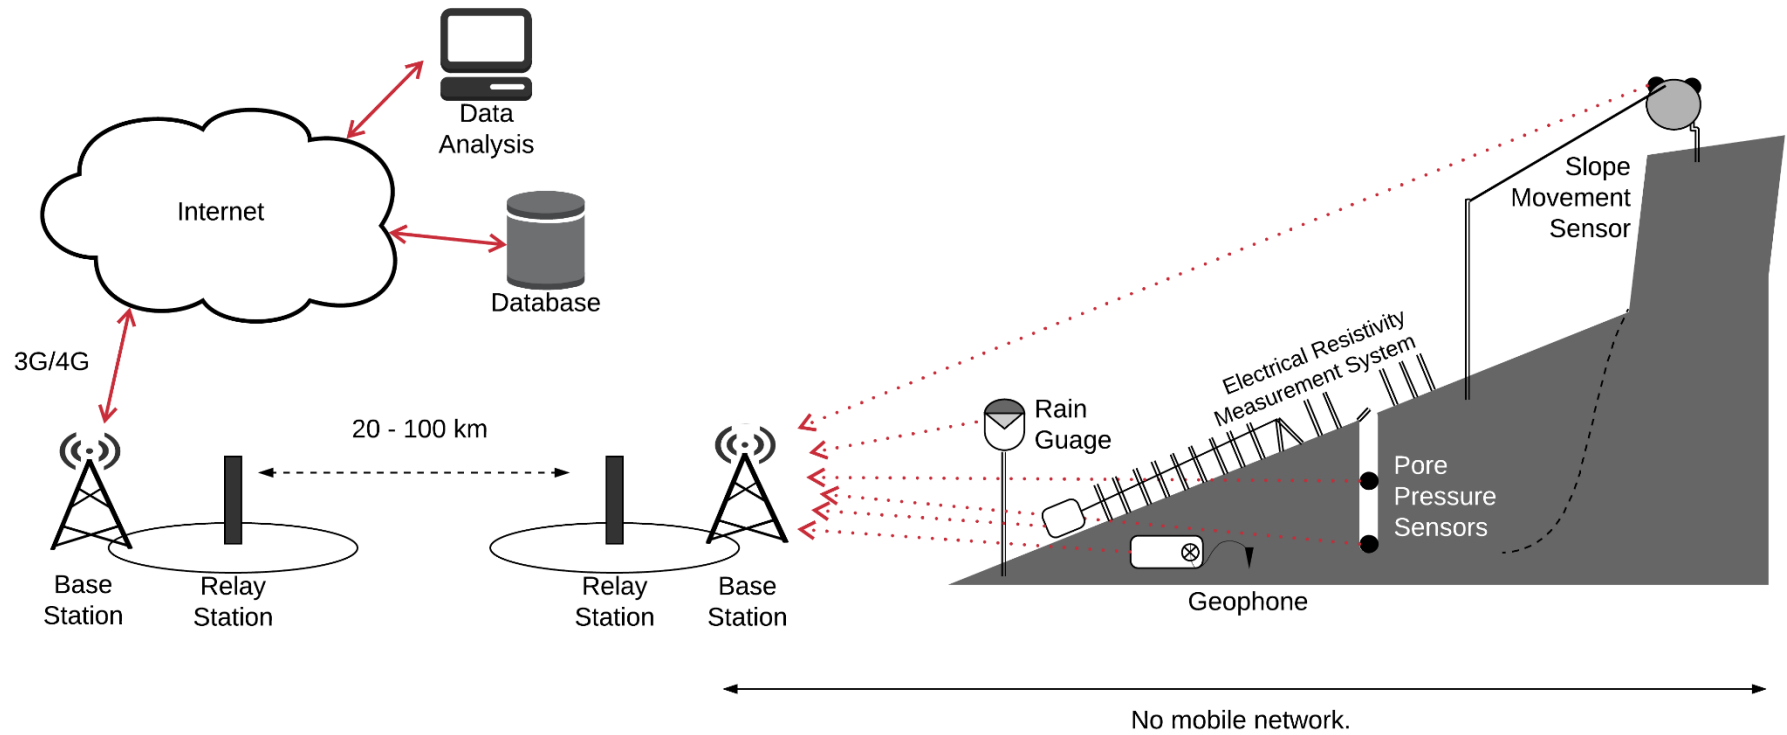 Data
Analysis
Internet
Database
3G/4G
20 - 100 km
Base
Station
Relay
Station
Relay
Station
Base
Station
Rain
Guage
Electrical Resistivity
Measurement System
Slope
Movement
Sensor
Pore
Pressure
Sensors
Geophone
No mobile network.